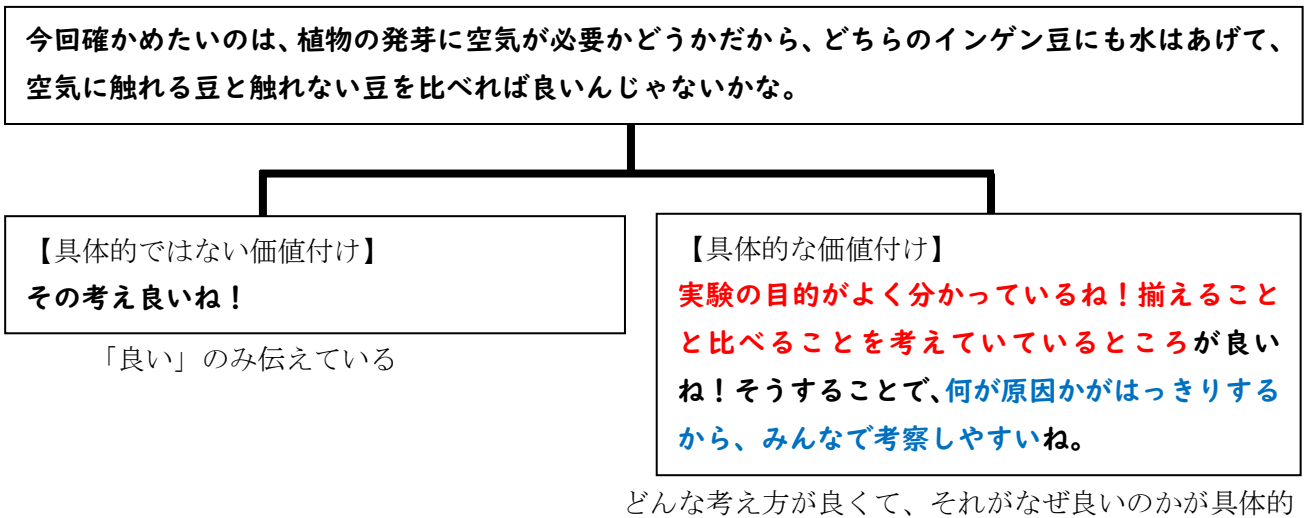 今回確かめたいのは、植物の発芽に空気が必要かどうかだから、どちらのインゲン豆にも水はあげて、
空気に触れる豆と触れない豆を比べれば良いんじゃないかな。
【具体的ではない価値付け】
その考え良いね！
「良い」のみ伝えている
【具体的な価値付け】
実験の目的がよく分かっているね！揃えること
と比べることを考えていているところが良い
ね！そうすることで、何が原因かがはっきりする
から、みんなで考察しやすいね。
どんな考え方が良くて、それがなぜ良いのかが具体的